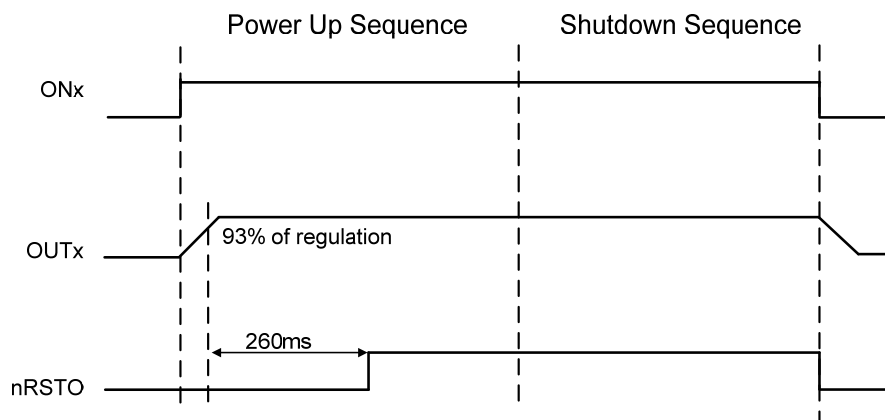 Power Up Sequence
Shutdown Sequence
ONx
OUTx
93% of regulation
260ms
nRSTO